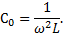 C₀ = 1/(ω²L).